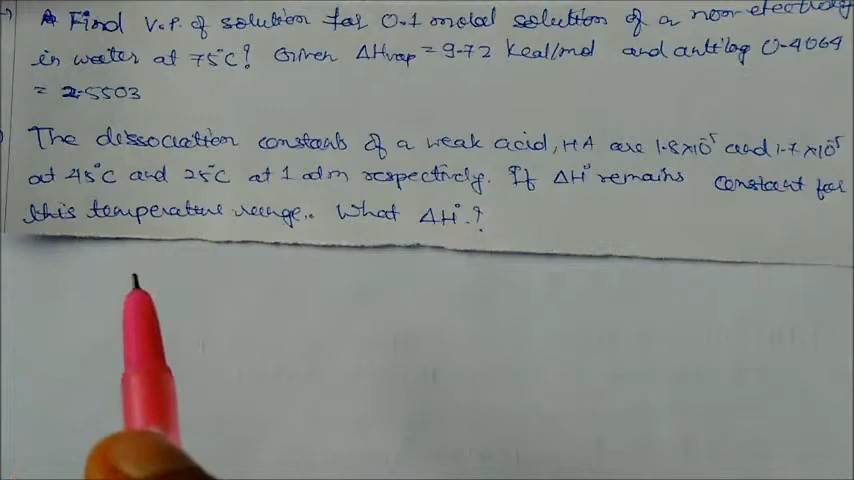 Find V.P. of solution for 0.1 molal solution of a non-electroly
in water at 75°C? Given ΔHvap = 9.72 Kcal/mol and antilog 0.4064
= 2.5503
The dissociation constants of a weak acid, HA are 1.8×10⁻⁵ and 1.7×10⁻⁵
at 45°C and 25°C at 1 atm respectively. If ΔH° remains constant for
this temperature range.. What ΔH°.?